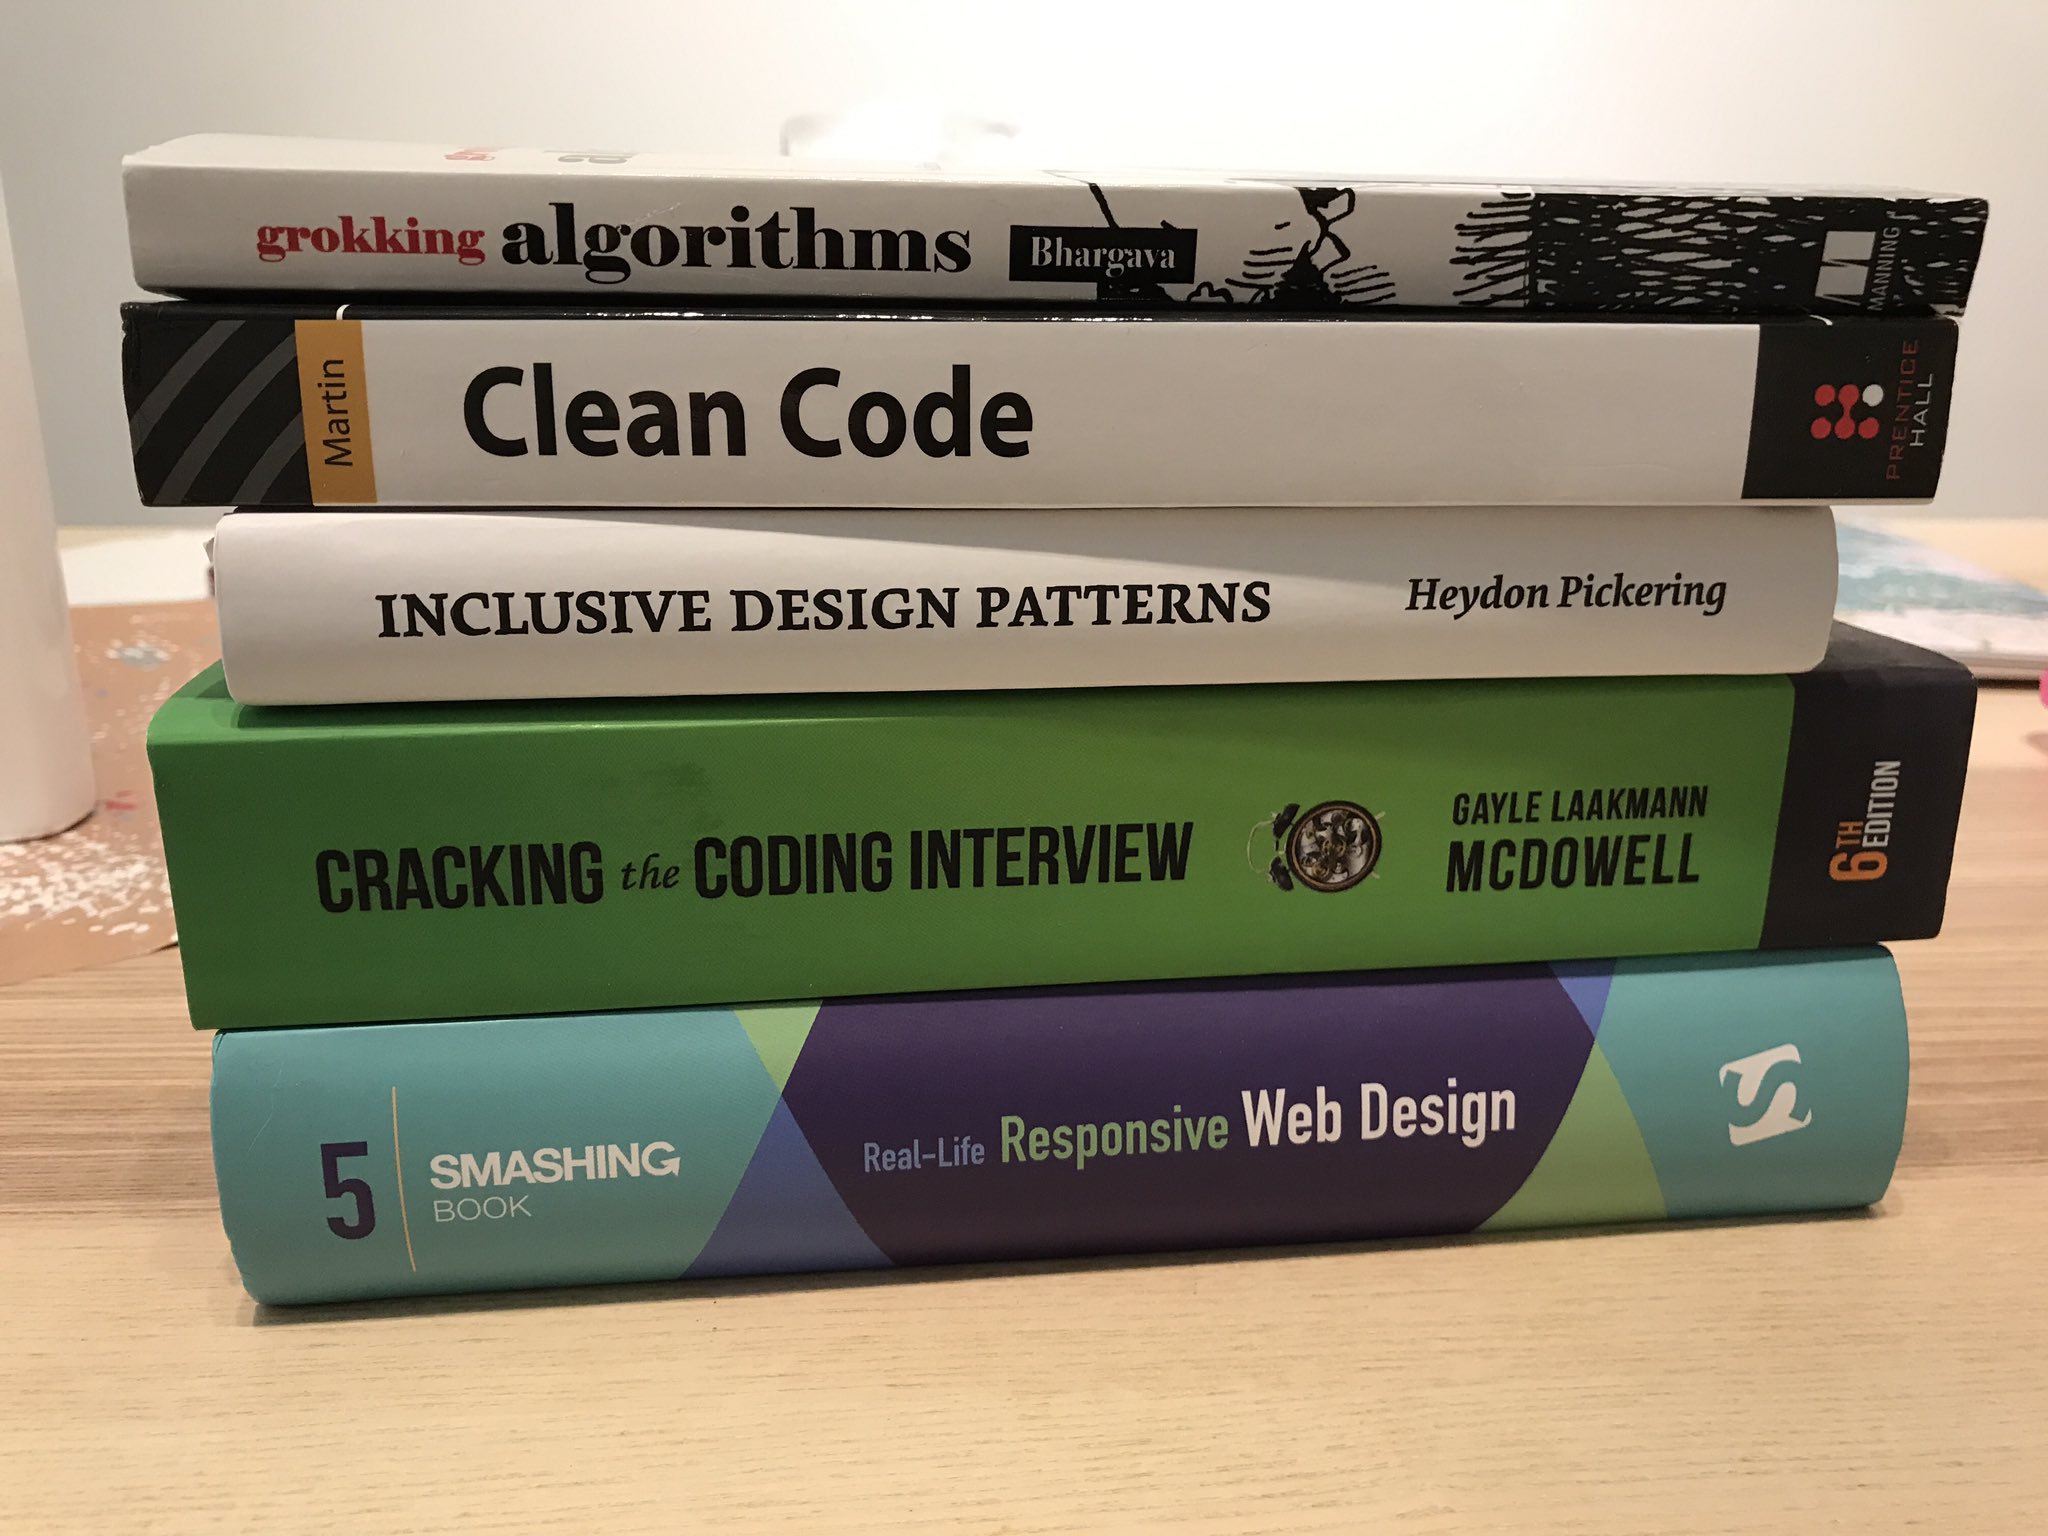 grokking algorithms Bhargava MANNING
Martin Clean Code PRENTICE HALL
INCLUSIVE DESIGN PATTERNS Heydon Pickering
CRACKING the CODING INTERVIEW GAYLE LAAKMANN MCDOWELL 6TH EDITION
5 SMASHING BOOK Real-Life Responsive Web Design